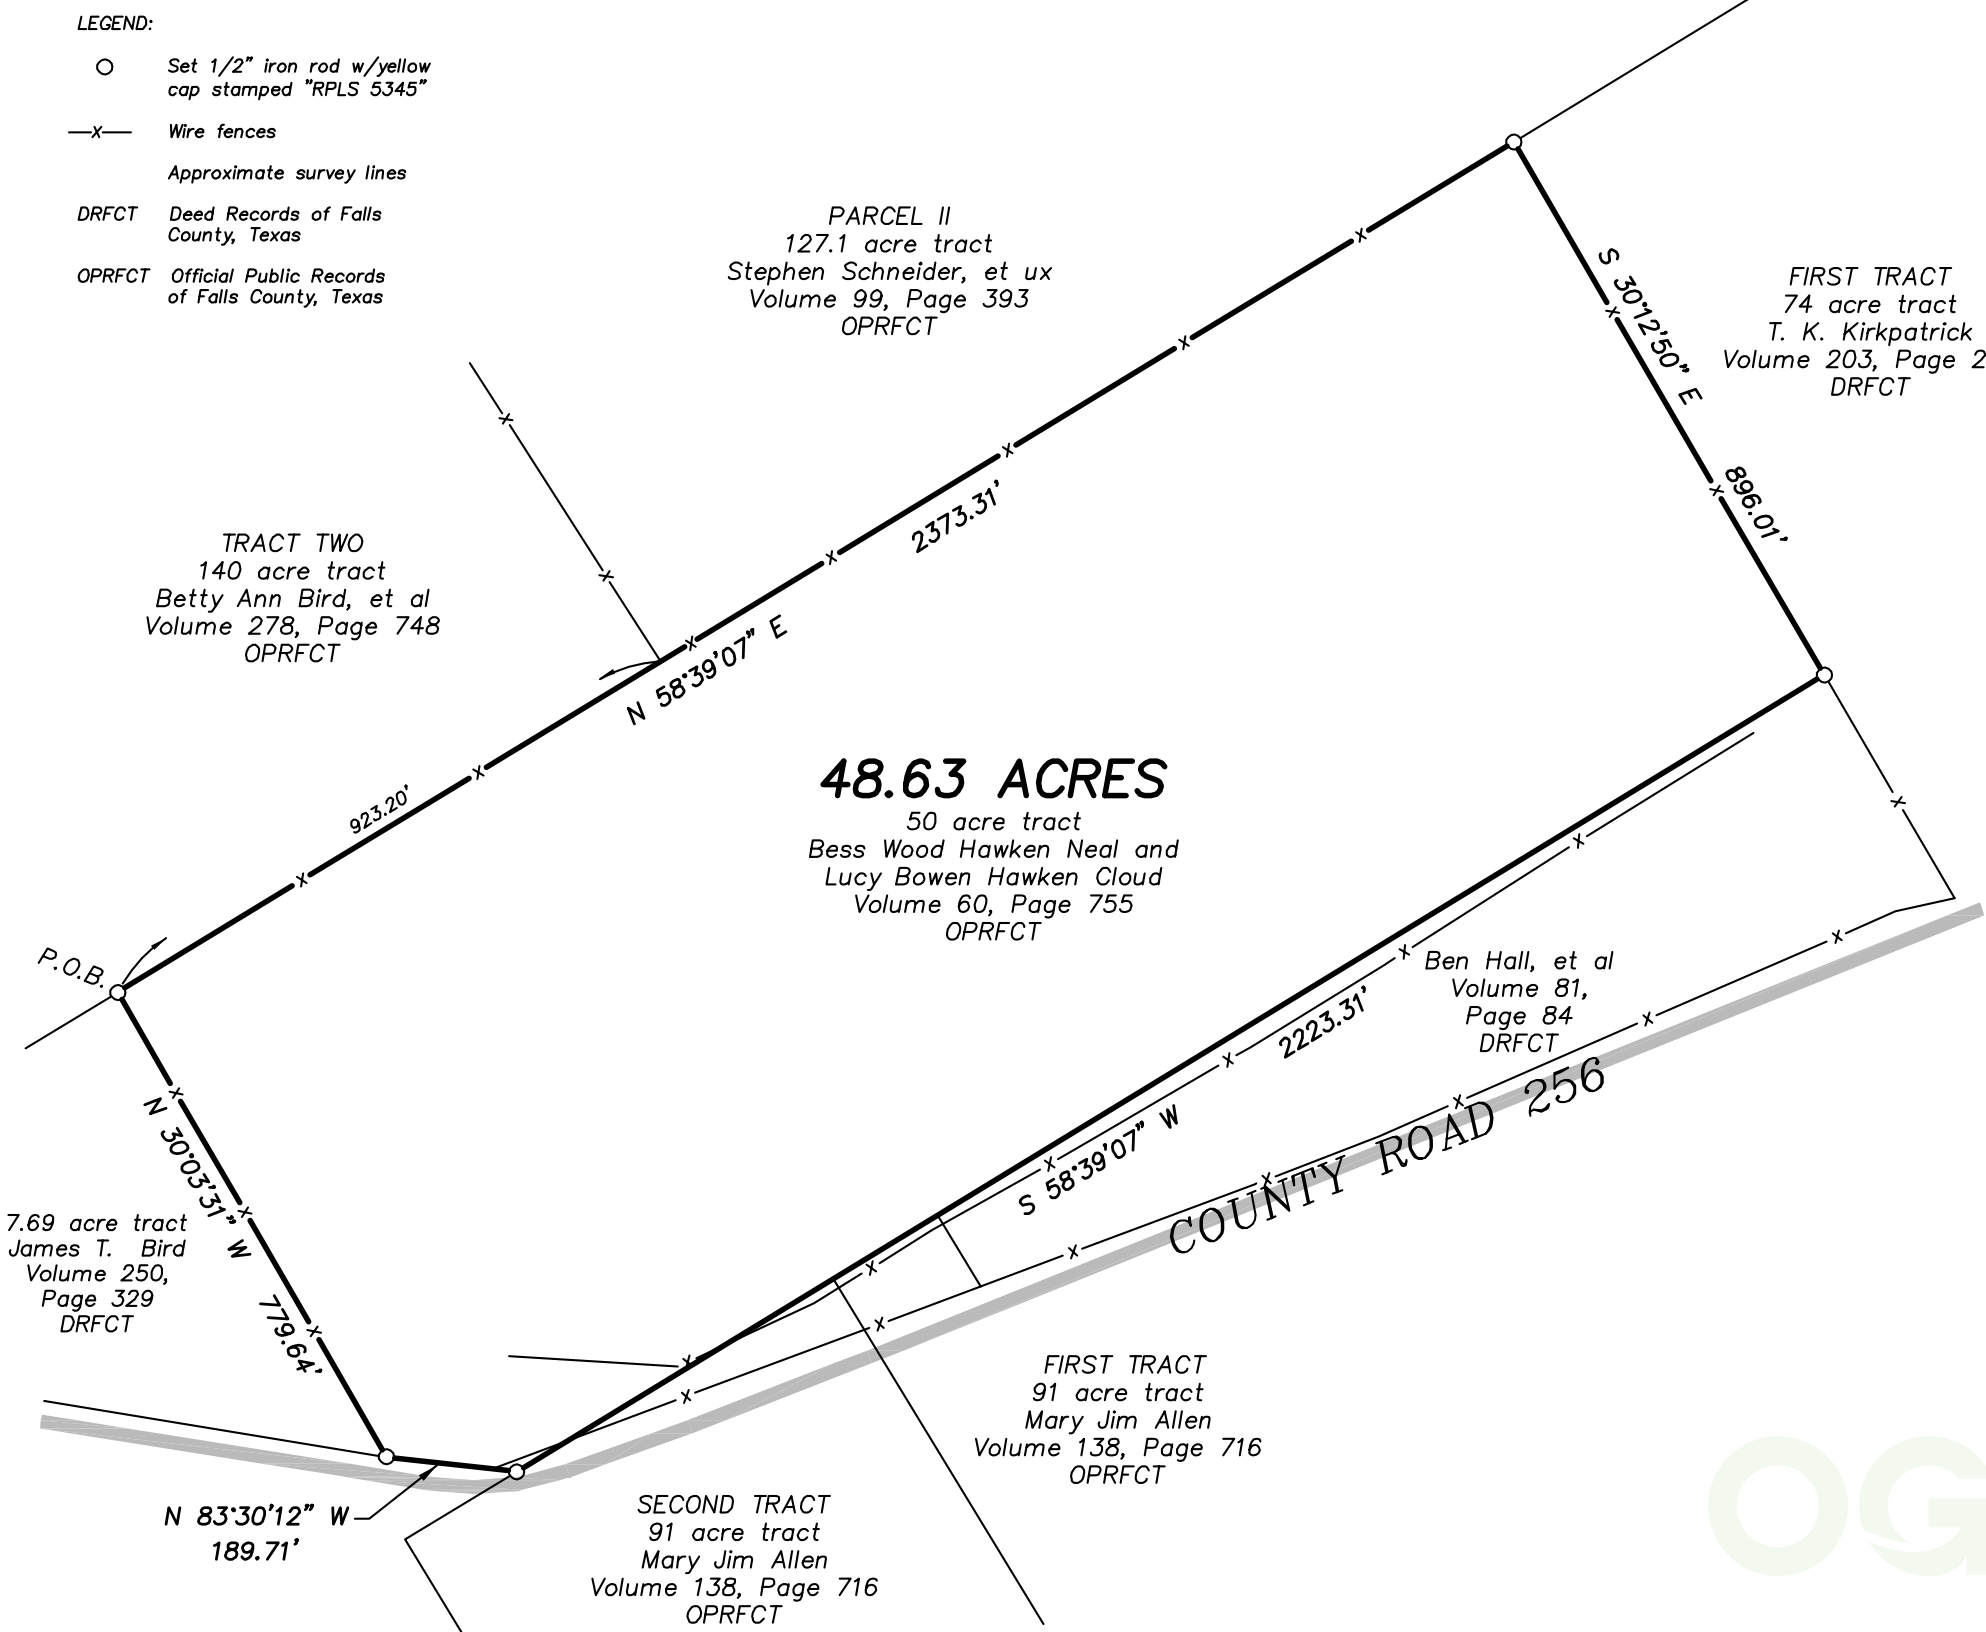 LEGEND:
Set 1/2" iron rod w/yellow
cap stamped "RPLS 5345"
Wire fences
Approximate survey lines
DRFCT Deed Records of Falls
County, Texas
OPRFCT Official Public Records
of Falls County, Texas
PARCEL II
127.1 acre tract
Stephen Schneider, et ux
Volume 99, Page 393
OPRFCT
S 30°12'50" E
896.01'
FIRST TRACT
74 acre tract
T. K. Kirkpatrick
Volume 203, Page 2
DRFCT
2373.31'
N 58°39'07" E
TRACT TWO
140 acre tract
Betty Ann Bird, et al
Volume 278, Page 748
OPRFCT
923.20'
48.63 ACRES
50 acre tract
Bess Wood Hawken Neal and
Lucy Bowen Hawken Cloud
Volume 60, Page 755
OPRFCT
P.O.B.
Ben Hall, et al
Volume 81,
Page 84
DRFCT
2223.31'
S 58°39'07" W
COUNTY ROAD 256
N 30°03'31" W
779.64'
7.69 acre tract
James T. Bird
Volume 250,
Page 329
DRFCT
FIRST TRACT
91 acre tract
Mary Jim Allen
Volume 138, Page 716
OPRFCT
N 83°30'12" W
189.71'
SECOND TRACT
91 acre tract
Mary Jim Allen
Volume 138, Page 716
OPRFCT
OG